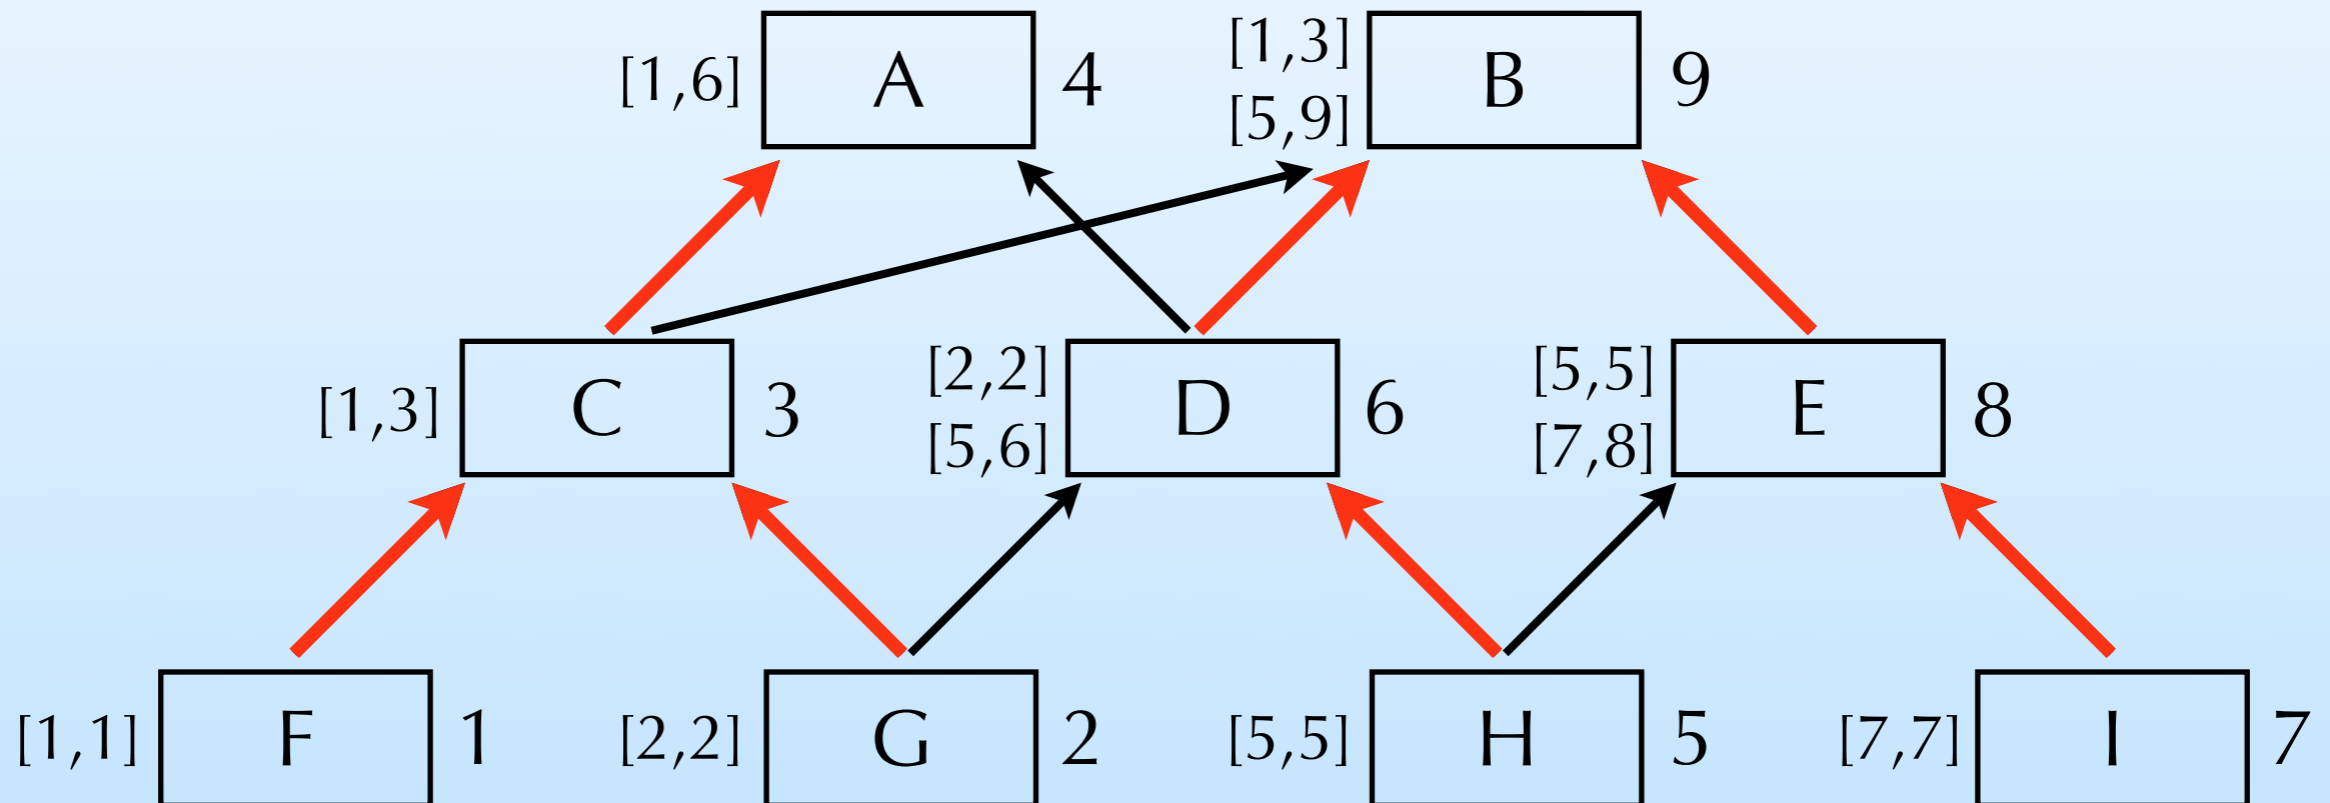 [1,6] A 4
[1,3]
[5,9] B 9
[1,3] C 3
[2,2]
[5,6] D 6
[5,5]
[7,8] E 8
[1,1] F 1
[2,2] G 2
[5,5] H 5
[7,7] I 7